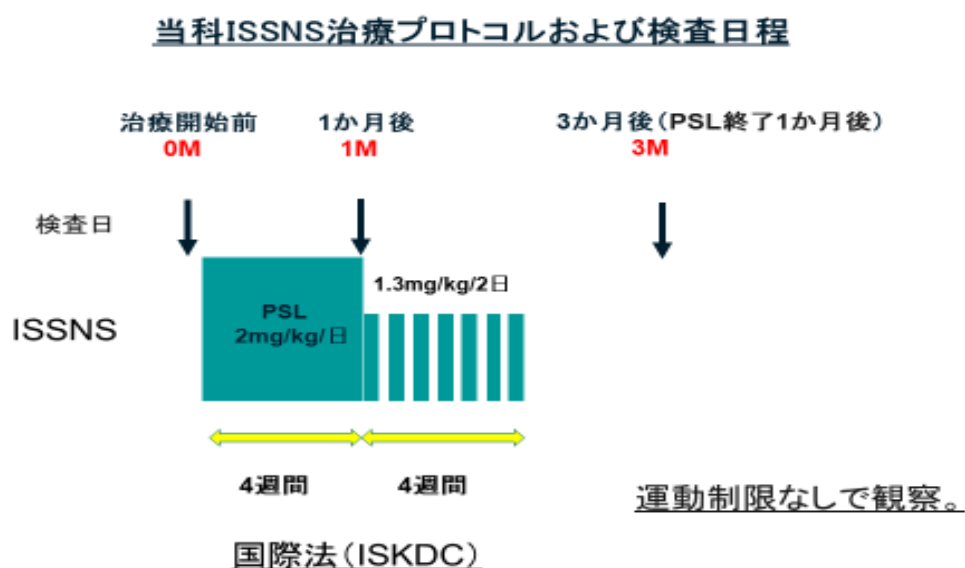 当科ISSNS治療プロトコルおよび検査日程
治療開始前
0M
1か月後
1M
3か月後（PSL終了1か月後）
3M
検査日
1.3mg/kg/2日
ISSNS
PSL
2mg/kg/日
4週間
4週間
運動制限なしで観察。
国際法（ISKDC）